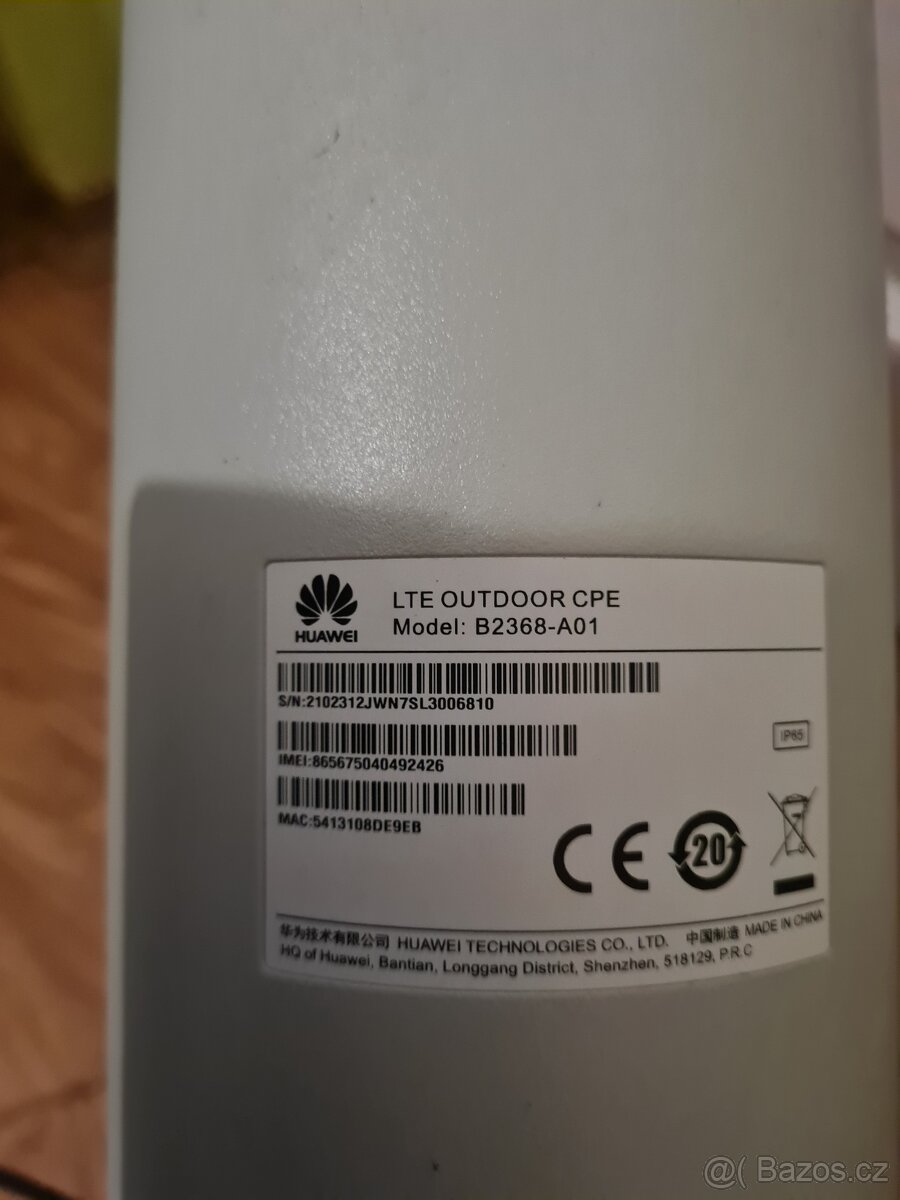 HUAWEI
LTE OUTDOOR CPE
Model: B2368-A01
S/N:2102312JWN7SL3006810
IP65
IMEI:865675040492426
MAC:5413108DE9EB
CE
20
华为技术有限公司 HUAWEI TECHNOLOGIES CO., LTD. 中国制造 MADE IN CHINA
HQ of Huawei, Bantian, Longgang District, Shenzhen, 518129, P.R.C
@( Bazos.cz